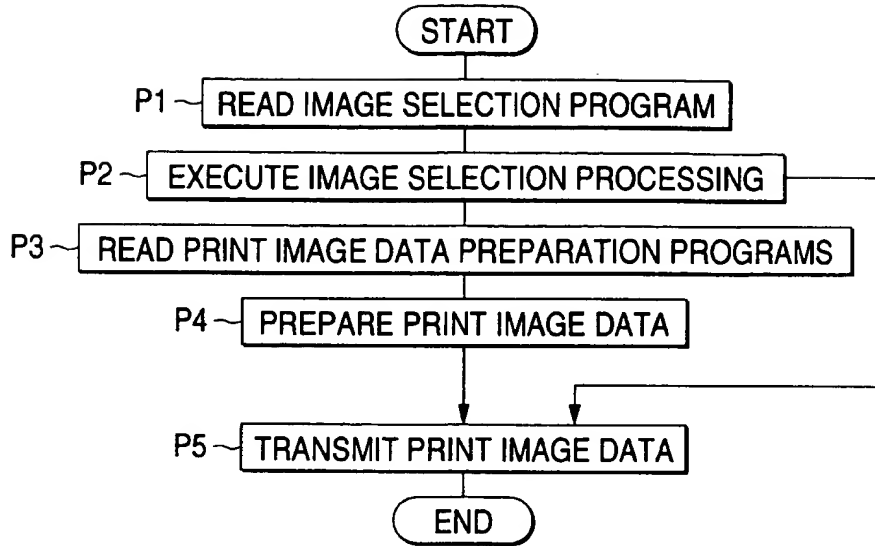 START
P1 READ IMAGE SELECTION PROGRAM
P2 EXECUTE IMAGE SELECTION PROCESSING
P3 READ PRINT IMAGE DATA PREPARATION PROGRAMS
P4 PREPARE PRINT IMAGE DATA
P5 TRANSMIT PRINT IMAGE DATA
END